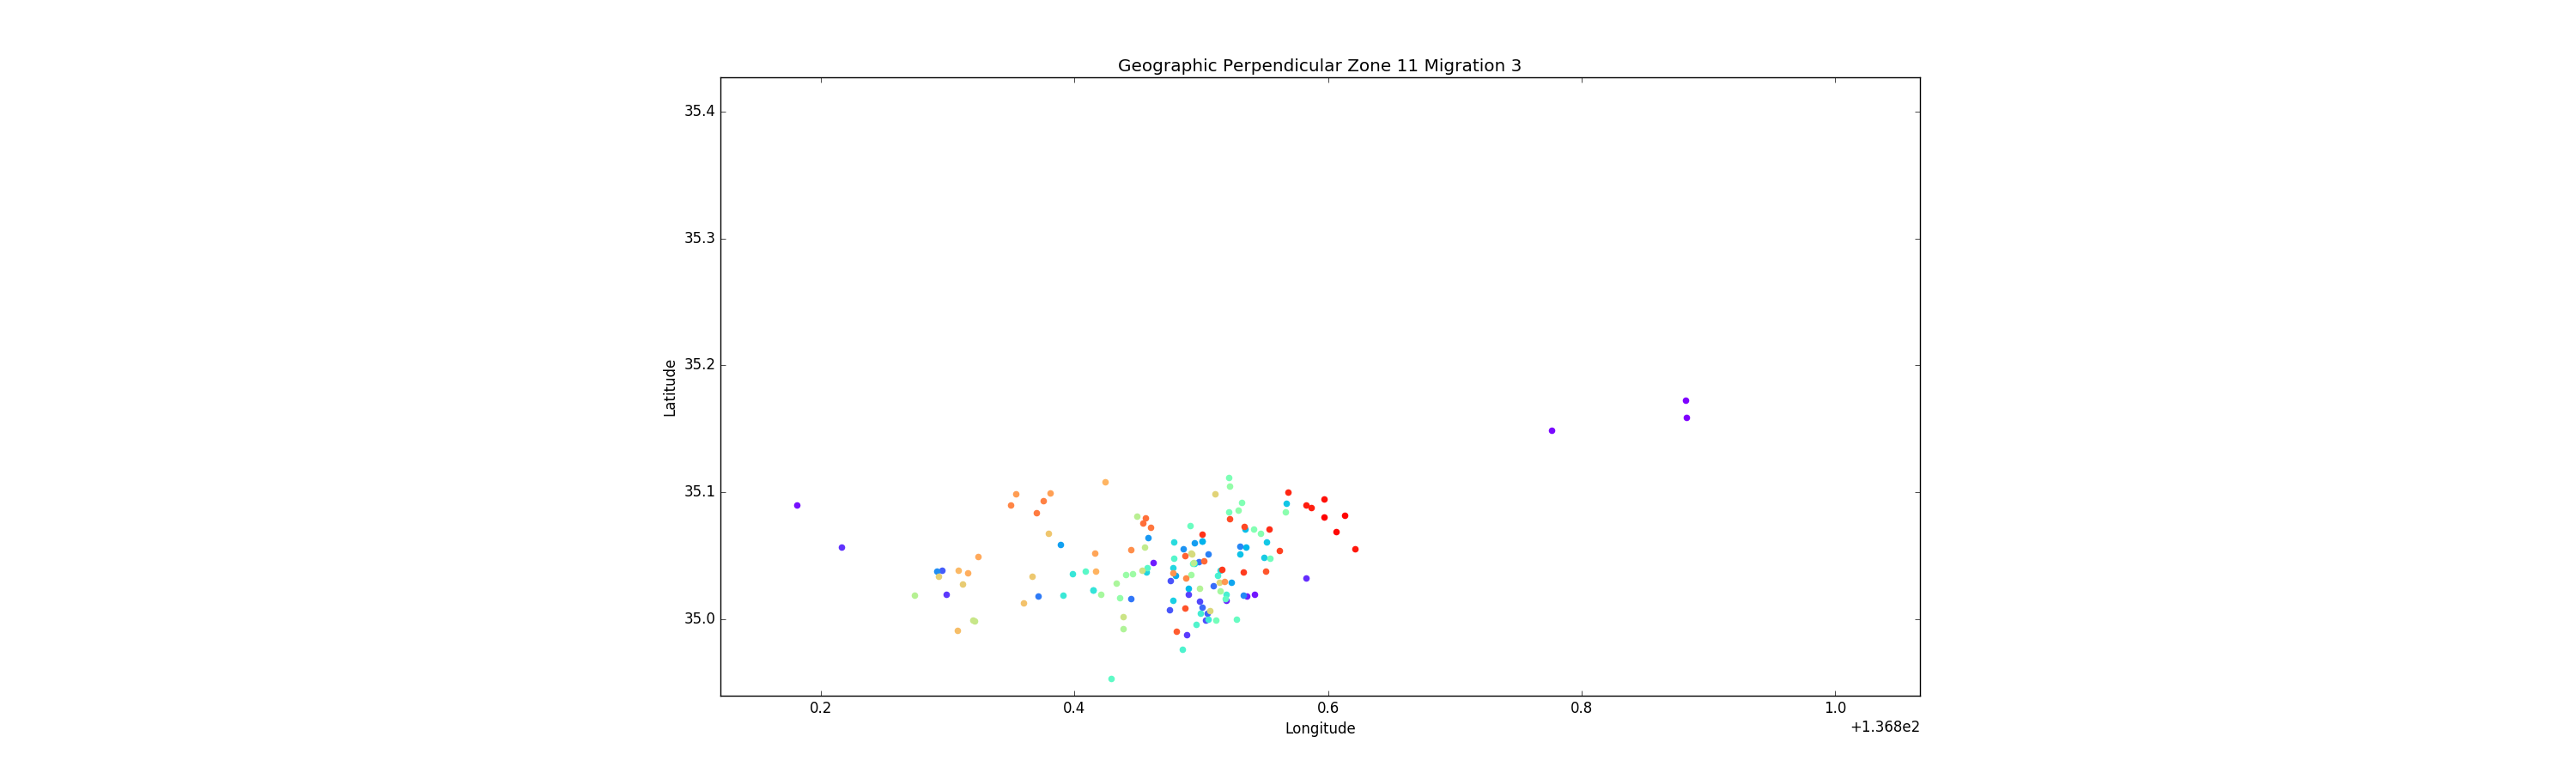 Geographic Perpendicular Zone 11 Migration 3
35.4
35.3
35.2
35.1
35.0
Latitude
0.2 0.4 0.6 0.8 1.0
Longitude
+1.368e2